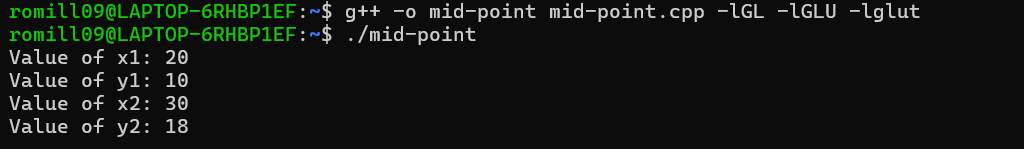 romill09@LAPTOP-6RHBP1EF:~$ g++ -o mid-point mid-point.cpp -lGL -lGLU -lglut
romill09@LAPTOP-6RHBP1EF:~$ ./mid-point
Value of x1: 20
Value of y1: 10
Value of x2: 30
Value of y2: 18